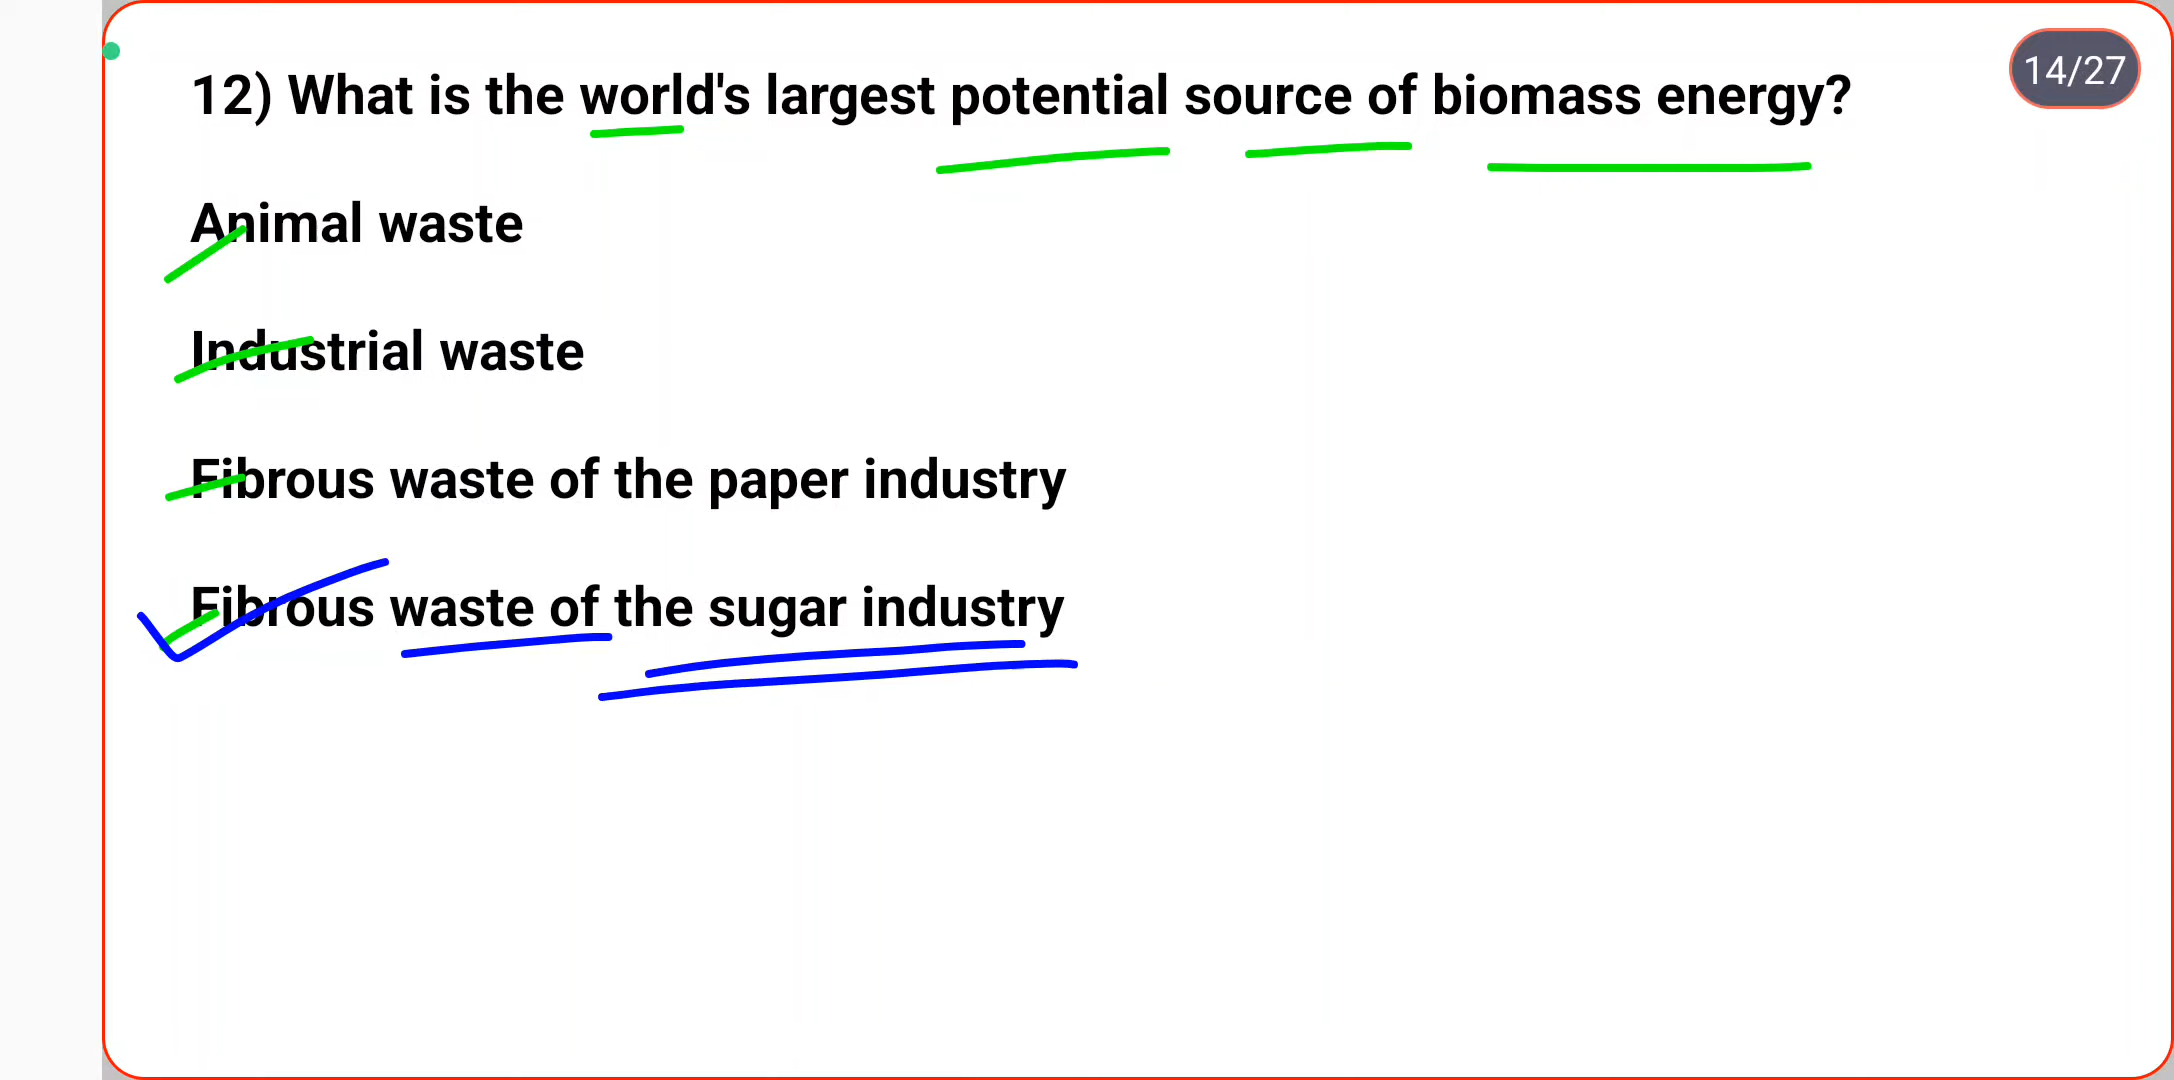 12) What is the world's largest potential source of biomass energy?
14/27
Animal waste
Industrial waste
Fibrous waste of the paper industry
Fibrous waste of the sugar industry